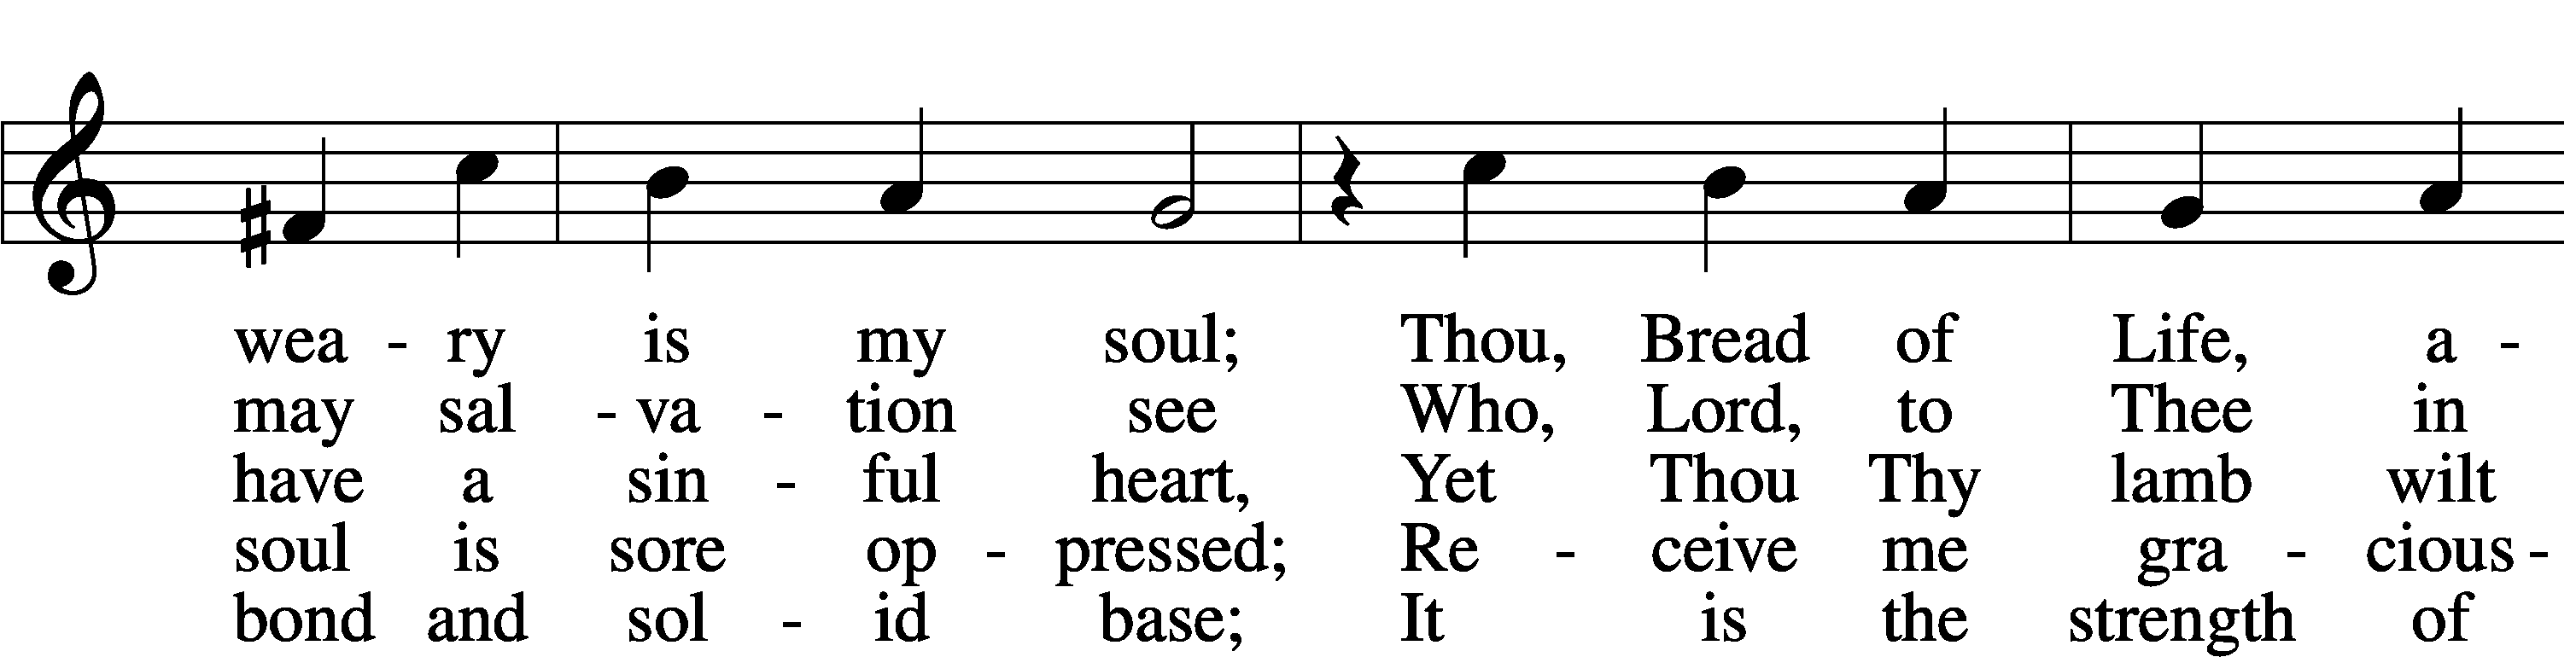 wea - ry is my soul; Thou, Bread of Life, a -
may sal - va - tion see Who, Lord, to Thee in
have a sin - ful heart, Yet Thou Thy lamb wilt
soul is sore op - pressed; Re - ceive me gra - cious -
bond and sol - id base; It is the strength of